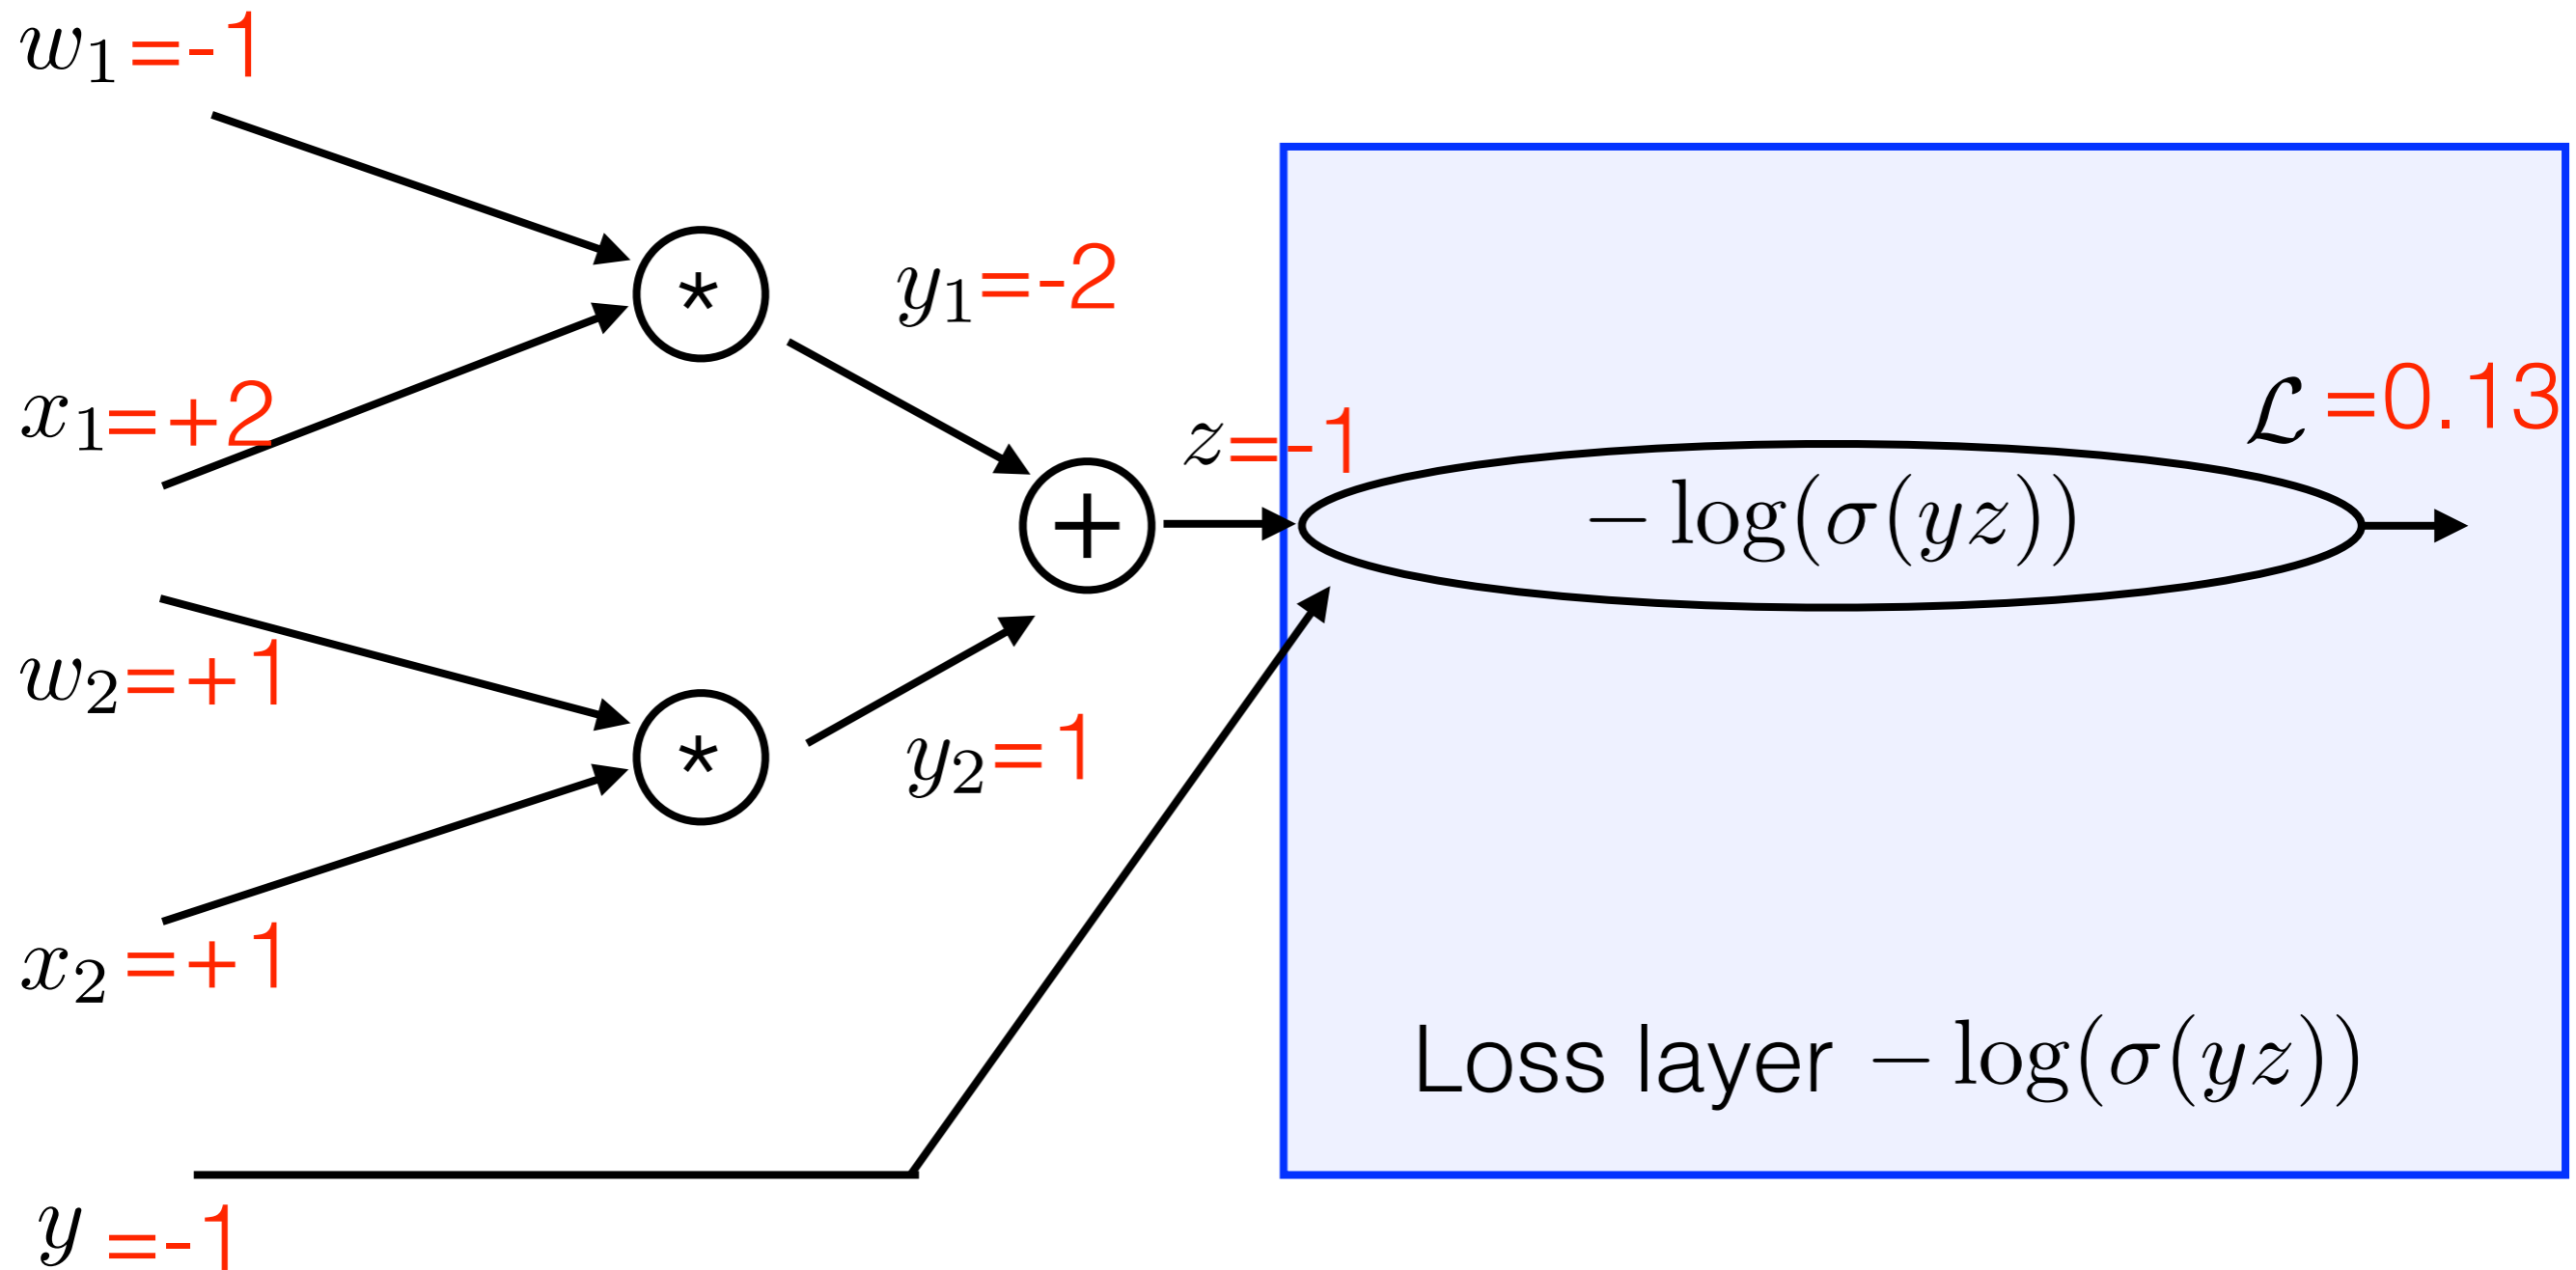 w₁=-1
x₁=+2
w₂=+1
x₂=+1
y=-1
*
*
y₁=-2
y₂=1
+
z=-1
− log(σ(yz))
ℒ=0.13
Loss layer − log(σ(yz))